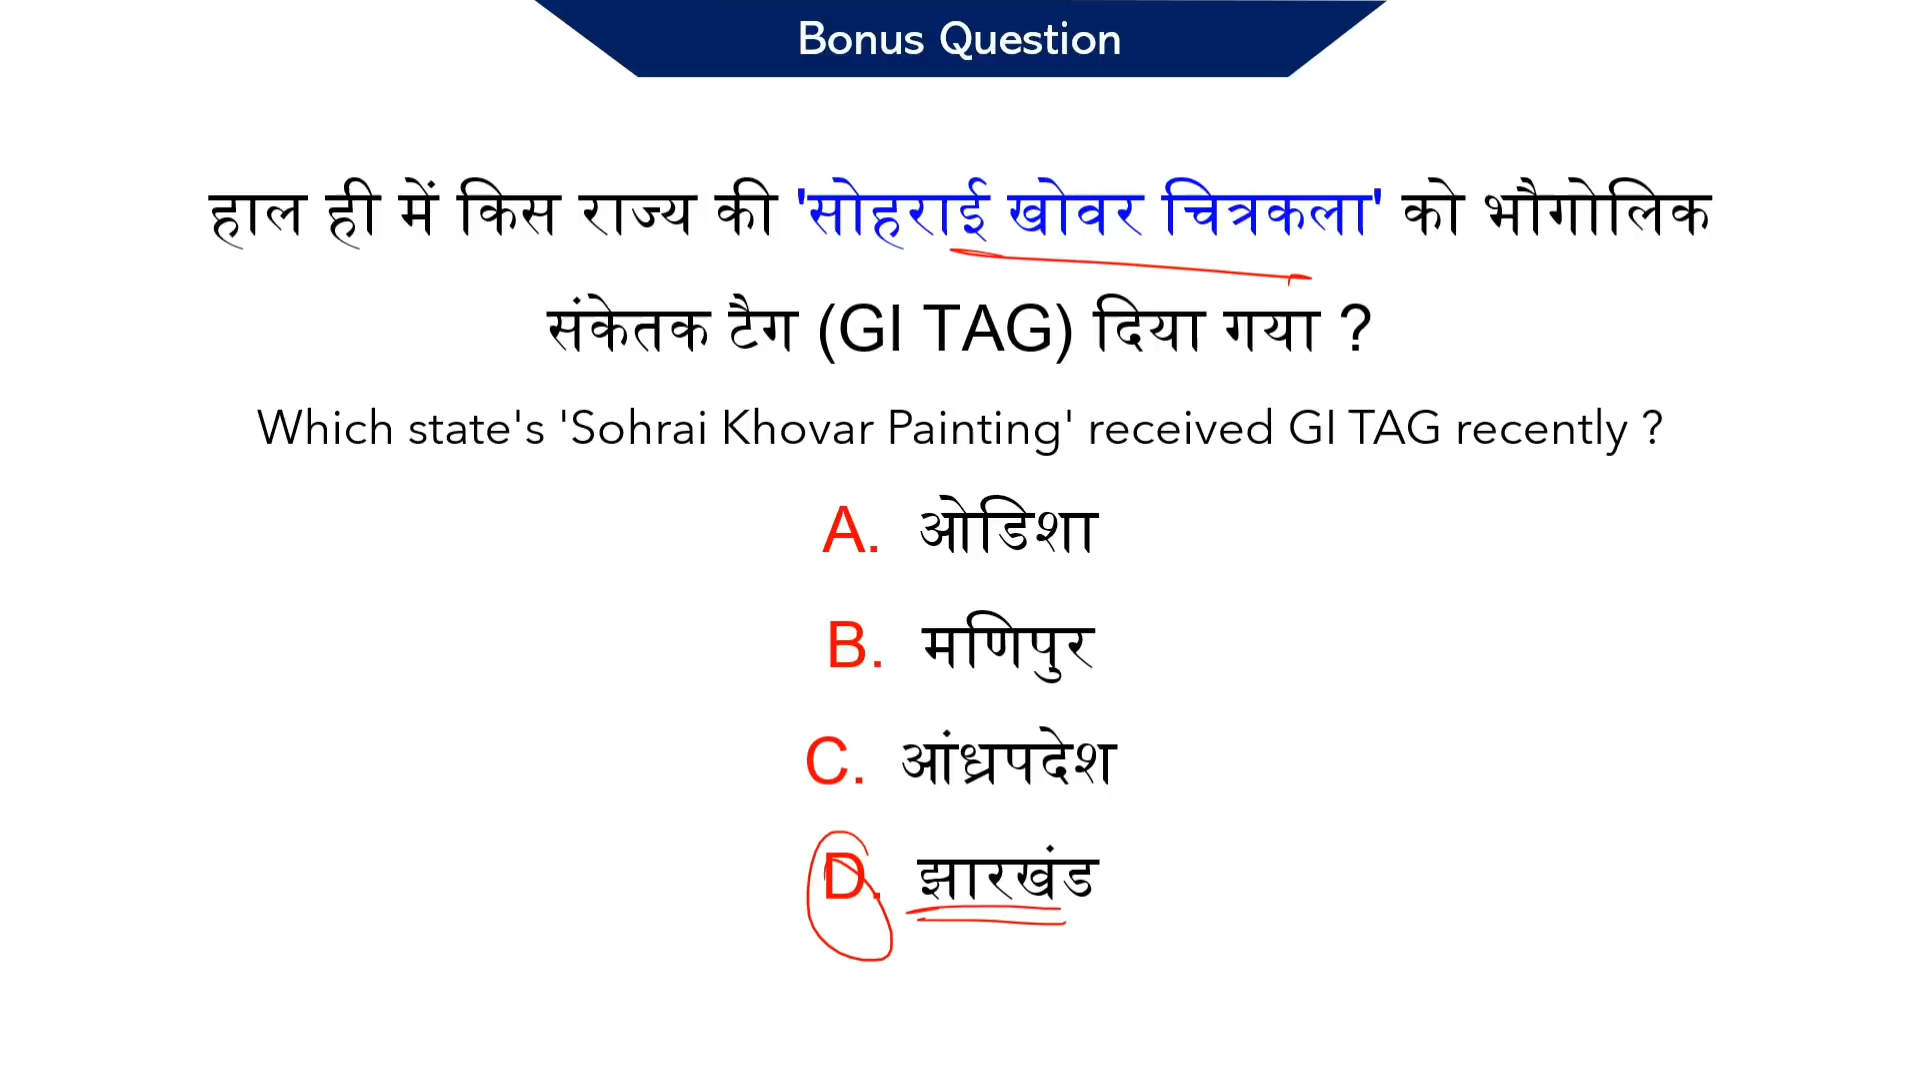 Bonus Question
हाल ही में किस राज्य की 'सोहराई खोवर चित्रकला' को भौगोलिक
संकेतक टैग (GI TAG) दिया गया ?
Which state's 'Sohrai Khovar Painting' received GI TAG recently ?
A. ओडिशा
B. मणिपुर
C. आंध्रपदेश
D. झारखंड